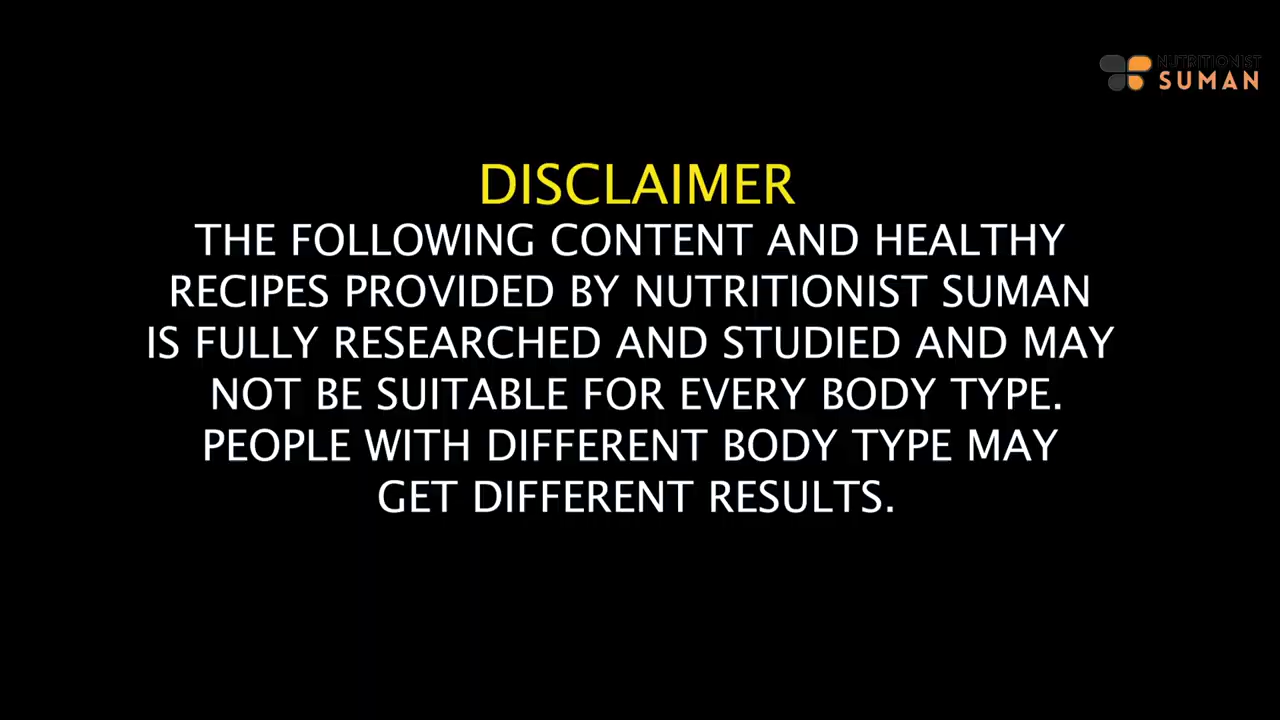 NUTRITIONIST
SUMAN
DISCLAIMER
THE FOLLOWING CONTENT AND HEALTHY
RECIPES PROVIDED BY NUTRITIONIST SUMAN
IS FULLY RESEARCHED AND STUDIED AND MAY
NOT BE SUITABLE FOR EVERY BODY TYPE.
PEOPLE WITH DIFFERENT BODY TYPE MAY
GET DIFFERENT RESULTS.